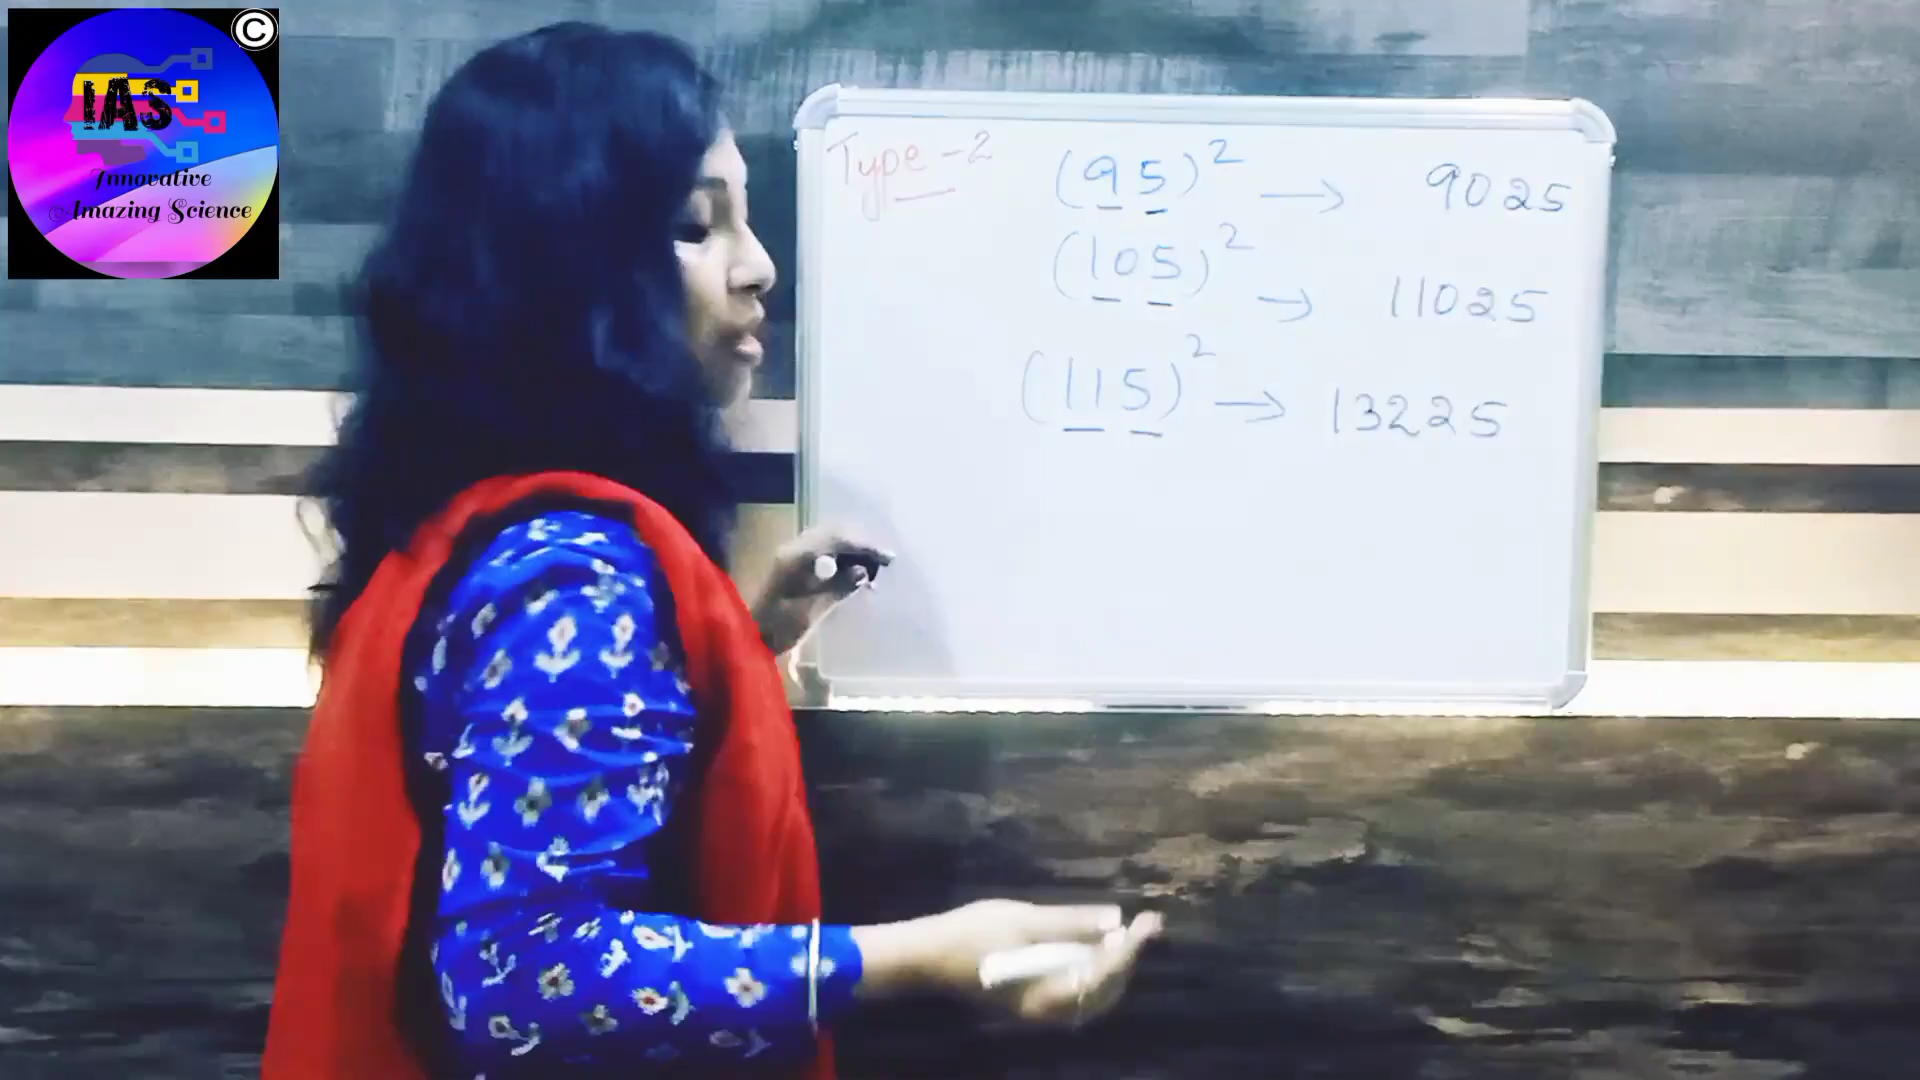 ©
IAS
Innovative
Amazing Science
Type-2
(95)² → 9025
(105)² → 11025
(115)² → 13225